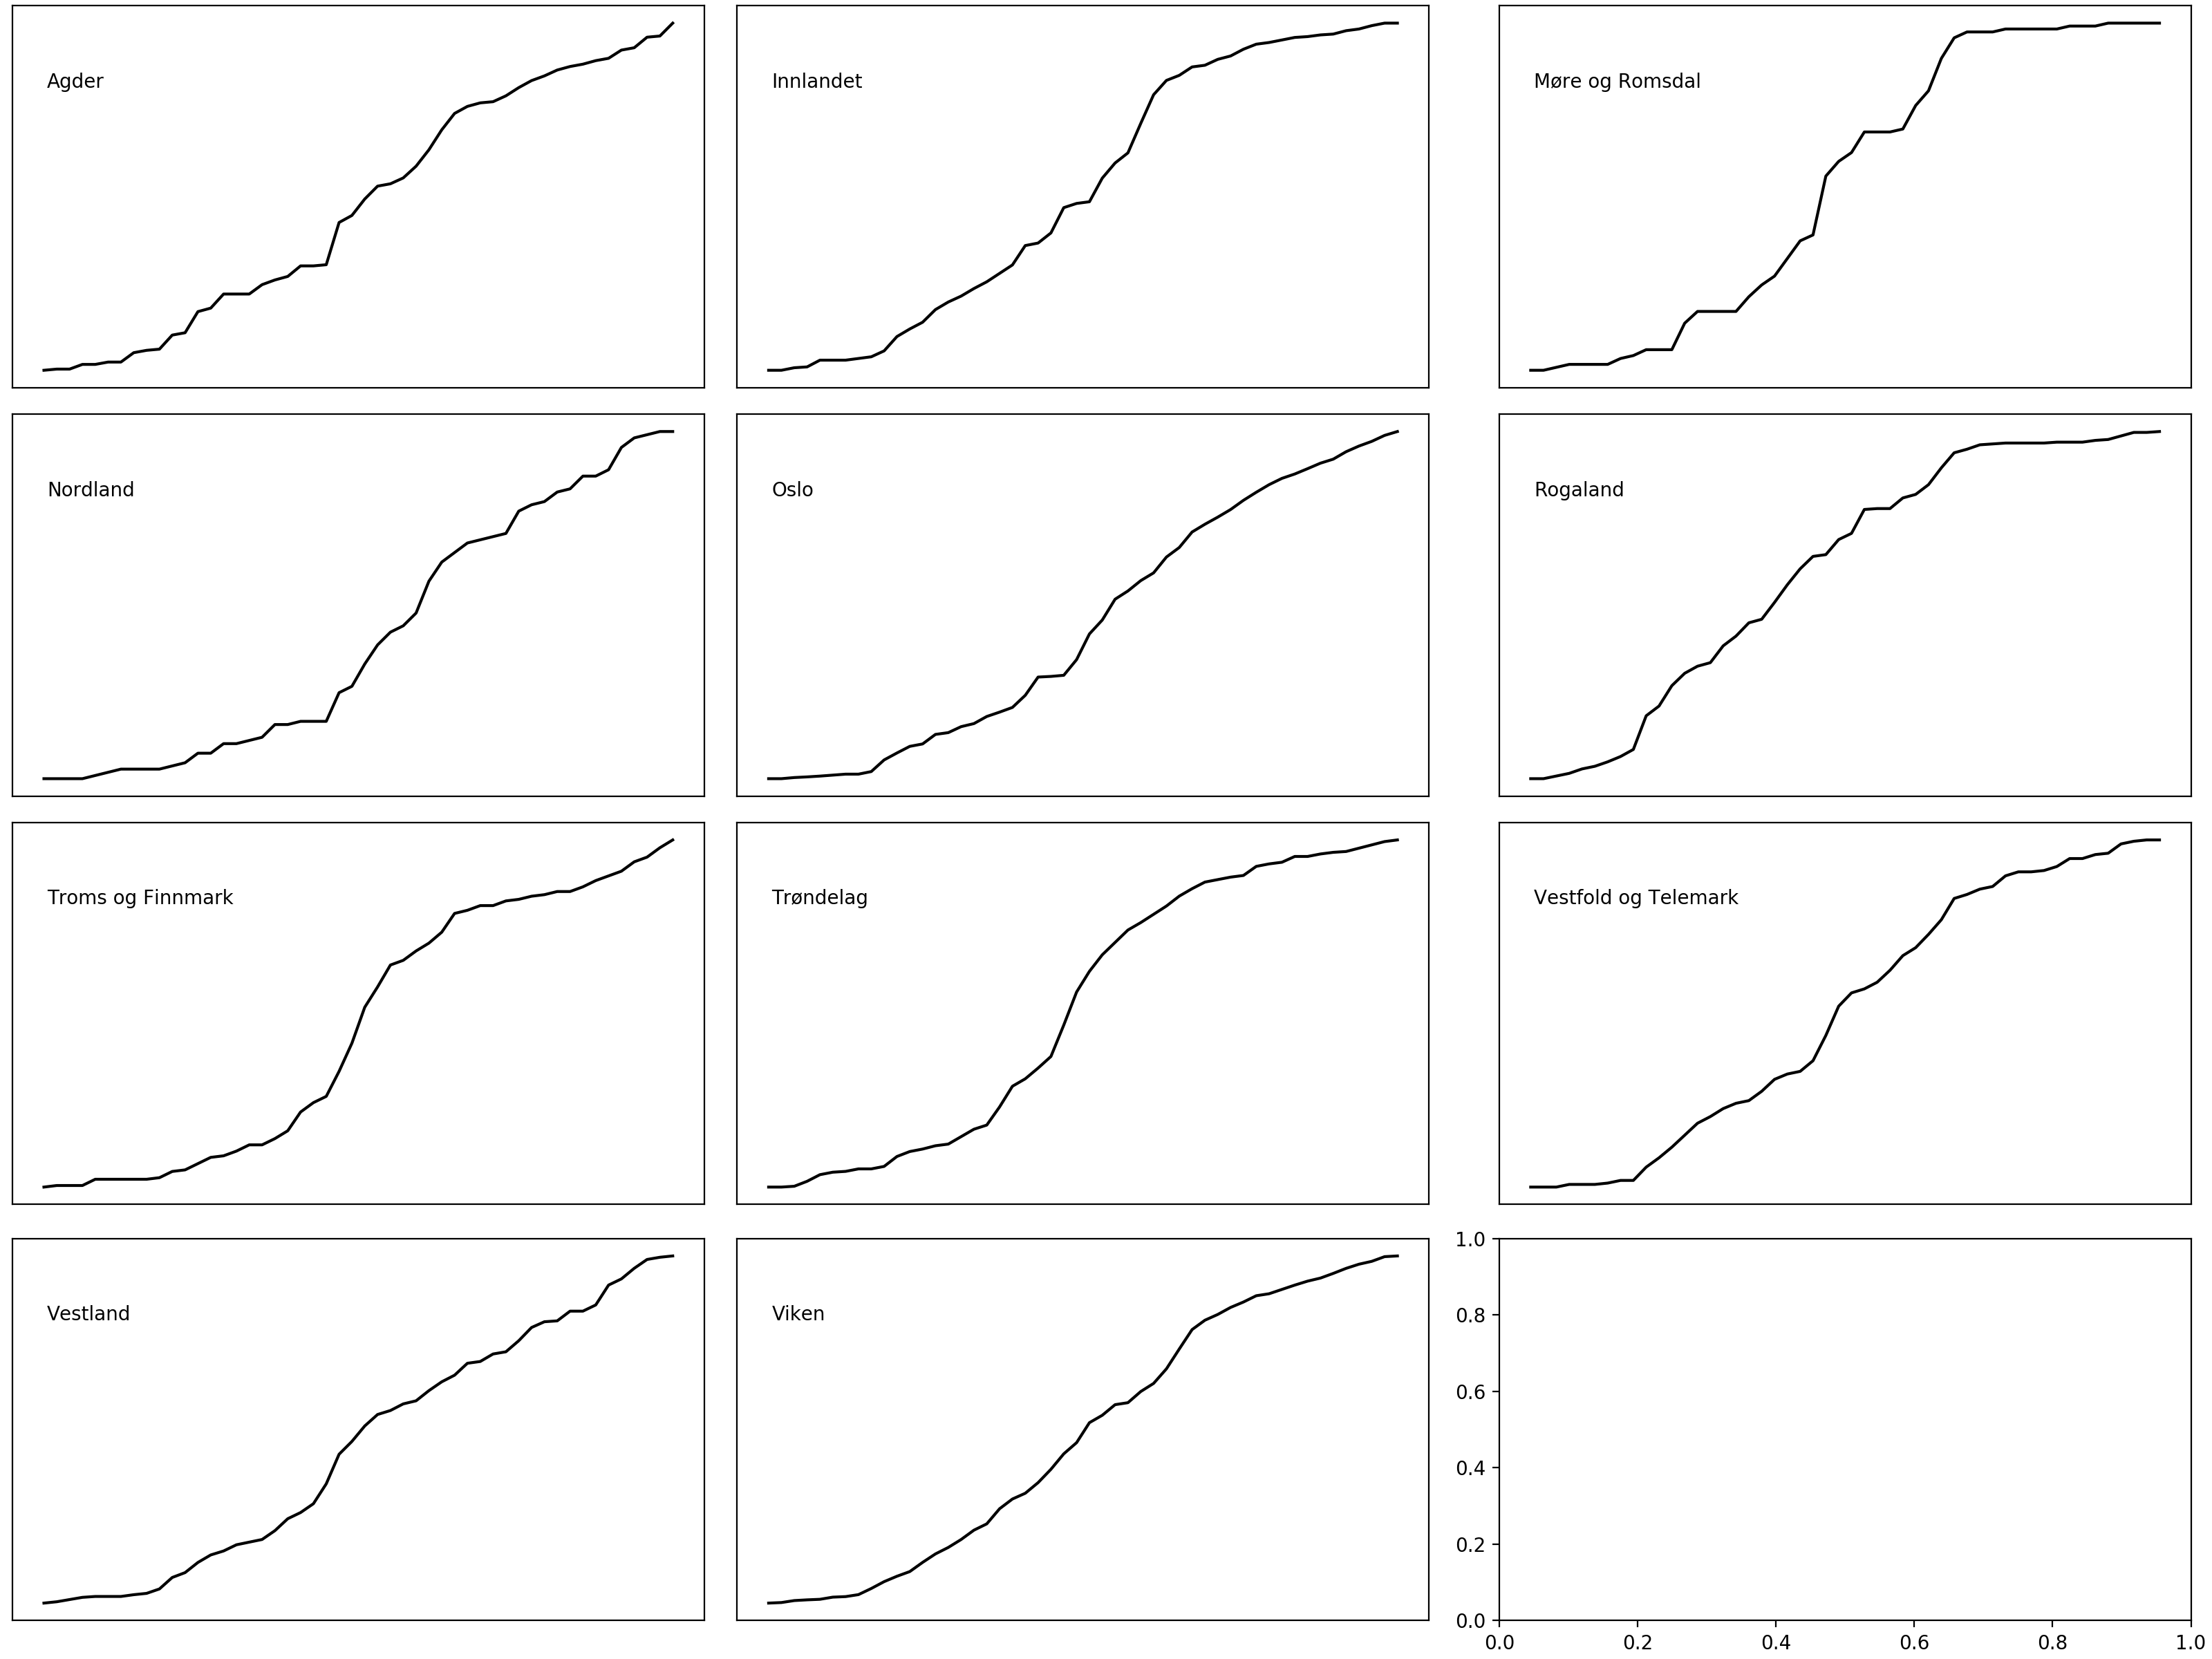 Agder
Innlandet
Møre og Romsdal
Nordland
Oslo
Rogaland
Troms og Finnmark
Trøndelag
Vestfold og Telemark
Vestland
Viken
1.0
0.8
0.6
0.4
0.2
0.0
0.0 0.2 0.4 0.6 0.8 1.0